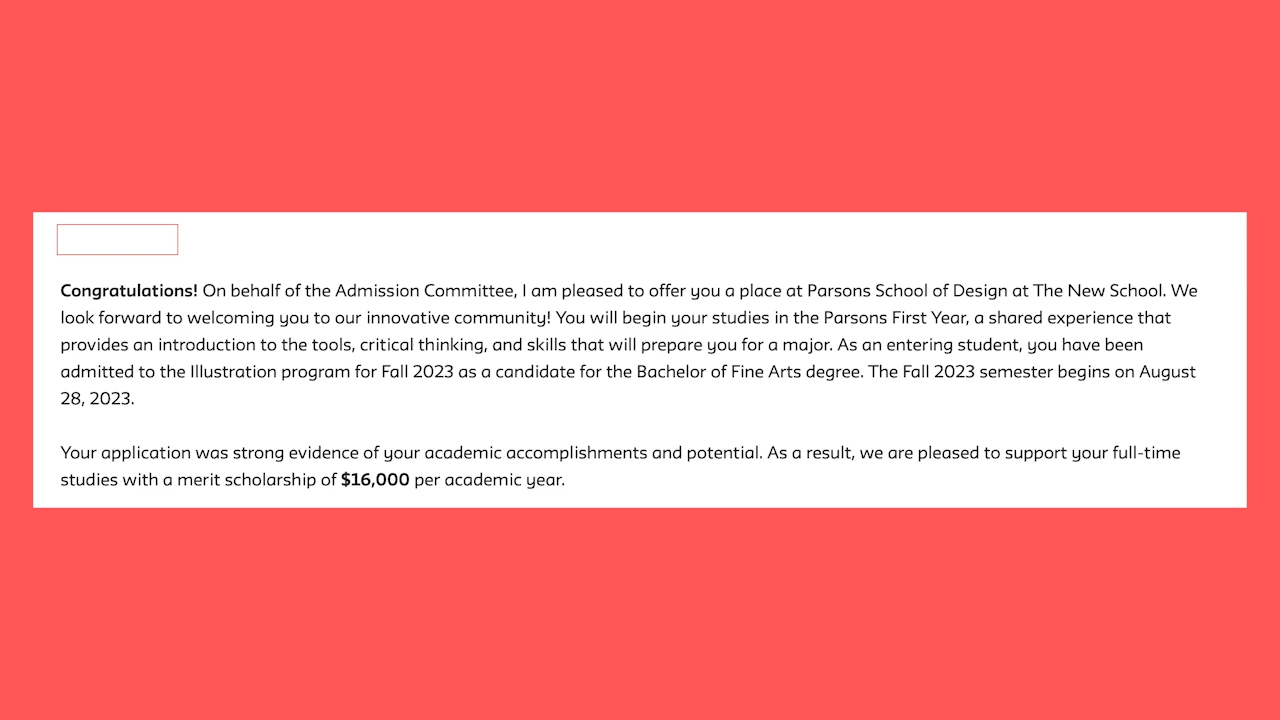 Congratulations! On behalf of the Admission Committee, I am pleased to offer you a place at Parsons School of Design at The New School. We
look forward to welcoming you to our innovative community! You will begin your studies in the Parsons First Year, a shared experience that
provides an introduction to the tools, critical thinking, and skills that will prepare you for a major. As an entering student, you have been
admitted to the Illustration program for Fall 2023 as a candidate for the Bachelor of Fine Arts degree. The Fall 2023 semester begins on August
28, 2023.
Your application was strong evidence of your academic accomplishments and potential. As a result, we are pleased to support your full-time
studies with a merit scholarship of $16,000 per academic year.